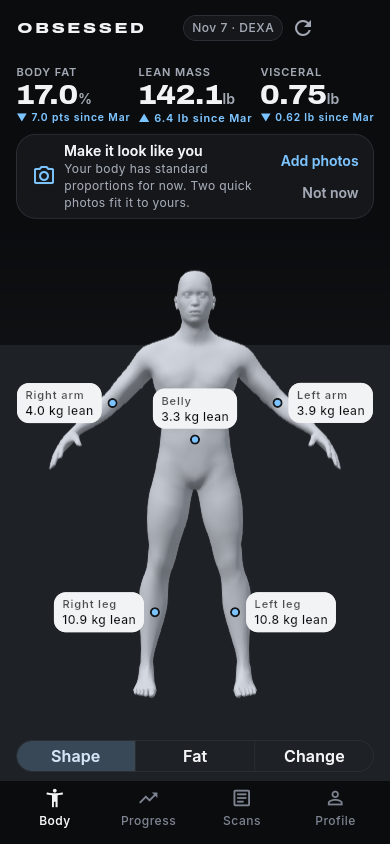 OBSESSED
Nov 7 · DEXA
BODY FAT
17.0%
▼ 7.0 pts since Mar
LEAN MASS
142.1lb
▲ 6.4 lb since Mar
VISCERAL
0.75lb
▼ 0.62 lb since Mar
Make it look like you
Your body has standard
proportions for now. Two quick
photos fit it to yours.
Add photos
Not now
Right arm
4.0 kg lean
Belly
3.3 kg lean
Left arm
3.9 kg lean
Right leg
10.9 kg lean
Left leg
10.8 kg lean
Shape
Fat
Change
Body
Progress
Scans
Profile